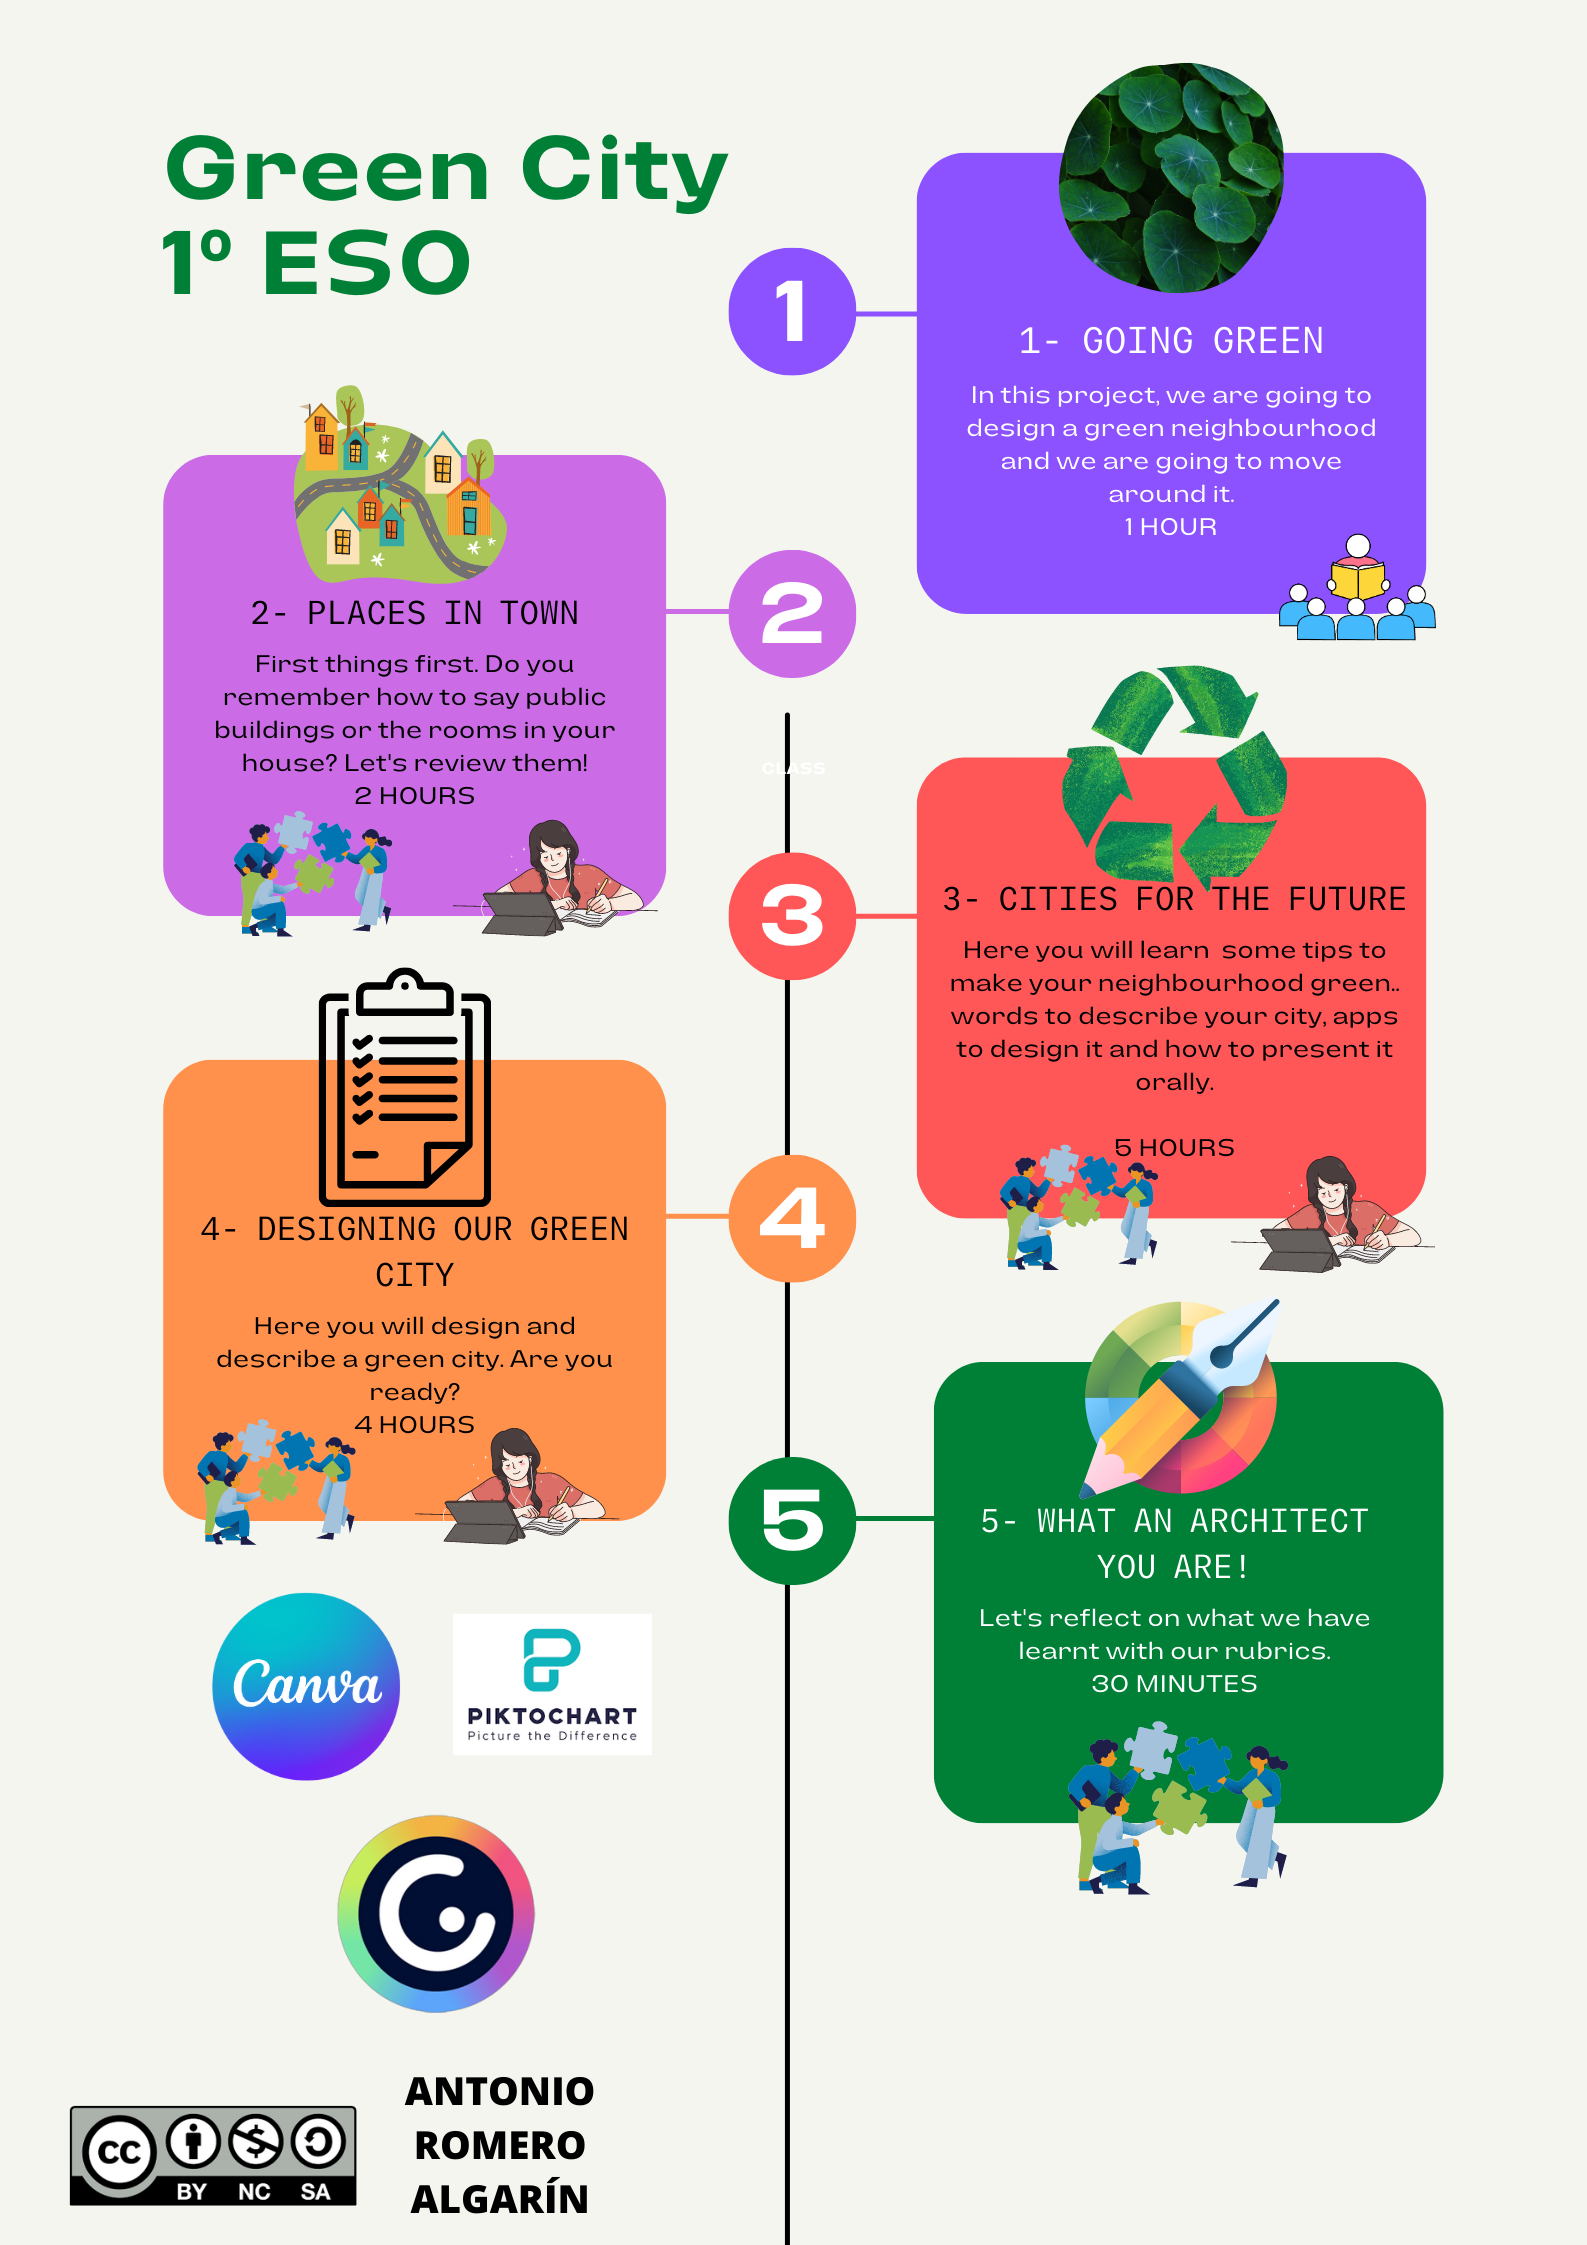 Green City
1º ESO
1
1- GOING GREEN
In this project, we are going to
design a green neighbourhood
and we are going to move
around it.
1 HOUR
2
2- PLACES IN TOWN
First things first. Do you
remember how to say public
buildings or the rooms in your
house? Let's review them!
2 HOURS
CLASS
3
3- CITIES FOR THE FUTURE
Here you will learn  some tips to
make your neighbourhood green..
words to describe your city, apps
to design it and how to present it
orally.
5 HOURS
4
4- DESIGNING OUR GREEN
CITY
Here you will design and
describe a green city. Are you
ready?
4 HOURS
5
5- WHAT AN ARCHITECT
YOU ARE!
Let's reflect on what we have
learnt with our rubrics.
30 MINUTES
Canva
PIKTOCHART
Picture the Difference
ANTONIO
ROMERO
ALGARÍN
CC
BY NC SA